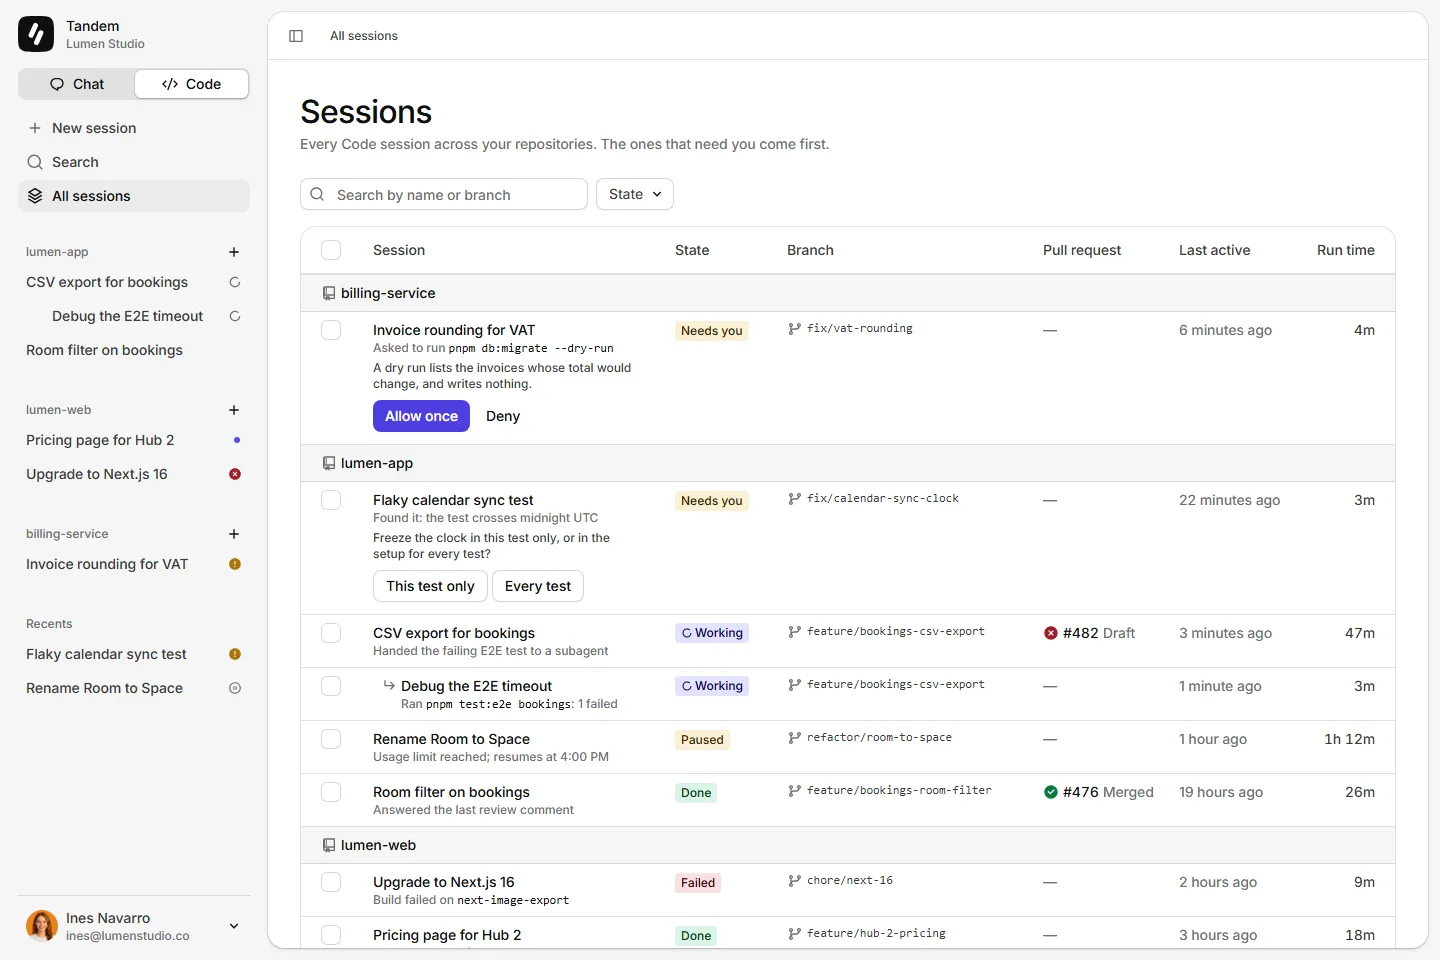 Tandem
Lumen Studio
Chat
Code
New session
Search
All sessions
lumen-app
CSV export for bookings
Debug the E2E timeout
Room filter on bookings
lumen-web
Pricing page for Hub 2
Upgrade to Next.js 16
billing-service
Invoice rounding for VAT
Recents
Flaky calendar sync test
Rename Room to Space
Ines Navarro
ines@lumenstudio.co
All sessions
Sessions
Every Code session across your repositories. The ones that need you come first.
Search by name or branch
State
Session State Branch Pull request Last active Run time
billing-service
Invoice rounding for VAT Needs you fix/vat-rounding — 6 minutes ago 4m
Asked to run pnpm db:migrate --dry-run
A dry run lists the invoices whose total would
change, and writes nothing.
Allow once Deny
lumen-app
Flaky calendar sync test Needs you fix/calendar-sync-clock — 22 minutes ago 3m
Found it: the test crosses midnight UTC
Freeze the clock in this test only, or in the
setup for every test?
This test only Every test
CSV export for bookings Working feature/bookings-csv-export #482 Draft 3 minutes ago 47m
Handed the failing E2E test to a subagent
Debug the E2E timeout Working feature/bookings-csv-export — 1 minute ago 3m
Ran pnpm test:e2e bookings: 1 failed
Rename Room to Space Paused refactor/room-to-space — 1 hour ago 1h 12m
Usage limit reached; resumes at 4:00 PM
Room filter on bookings Done feature/bookings-room-filter #476 Merged 19 hours ago 26m
Answered the last review comment
lumen-web
Upgrade to Next.js 16 Failed chore/next-16 — 2 hours ago 9m
Build failed on next-image-export
Pricing page for Hub 2 Done feature/hub-2-pricing — 3 hours ago 18m